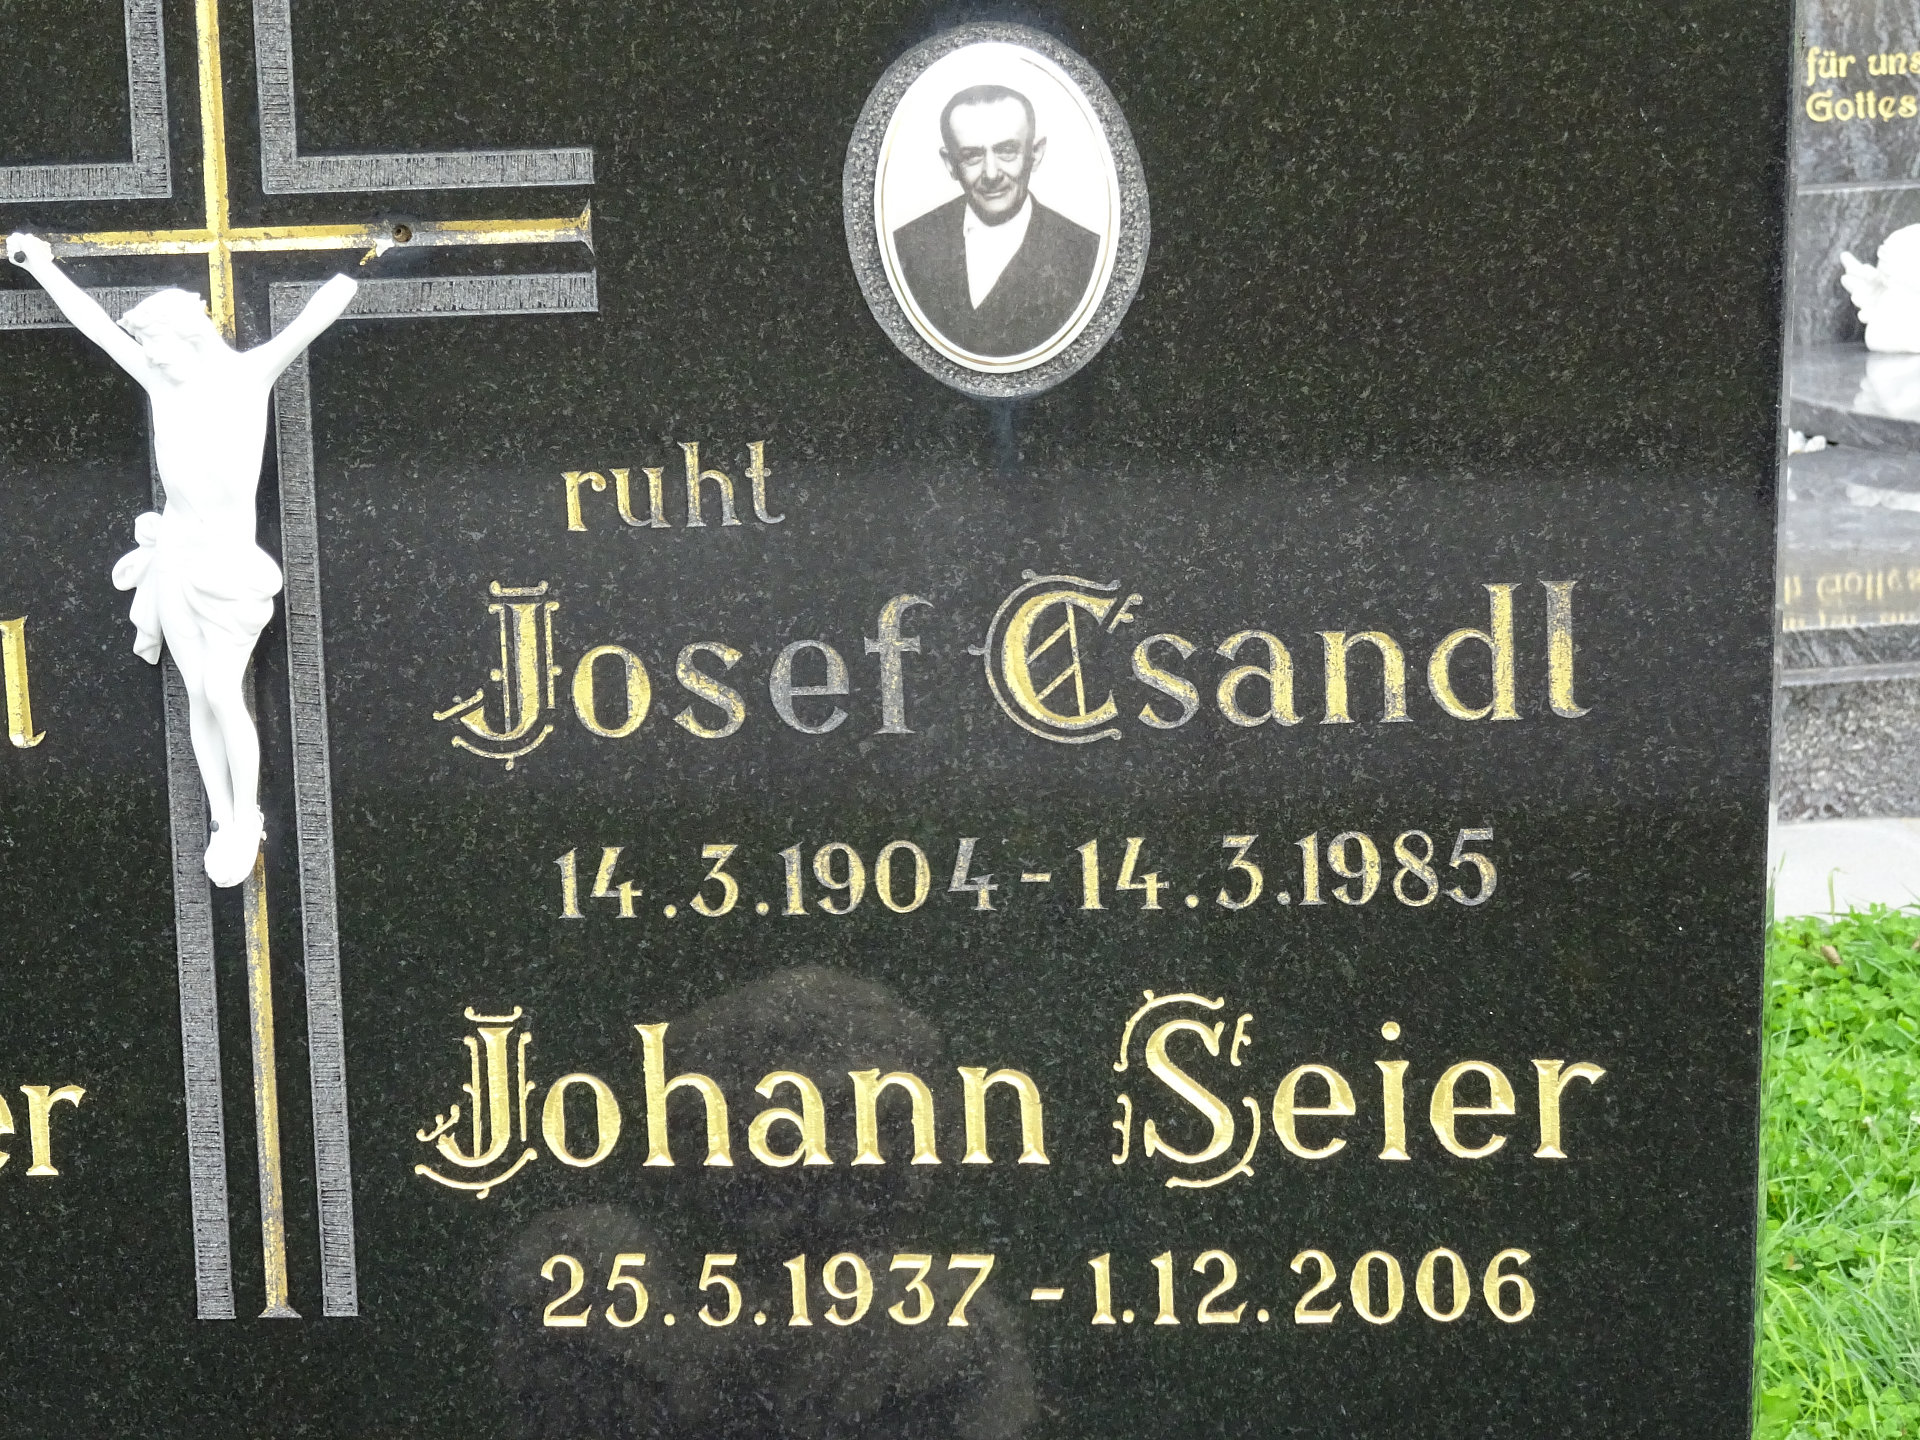 für
Gottes
ruht
Josef Csandl
14.3.1904-14.3.1985
Johann Seier
25.5.1937-1.12.2006